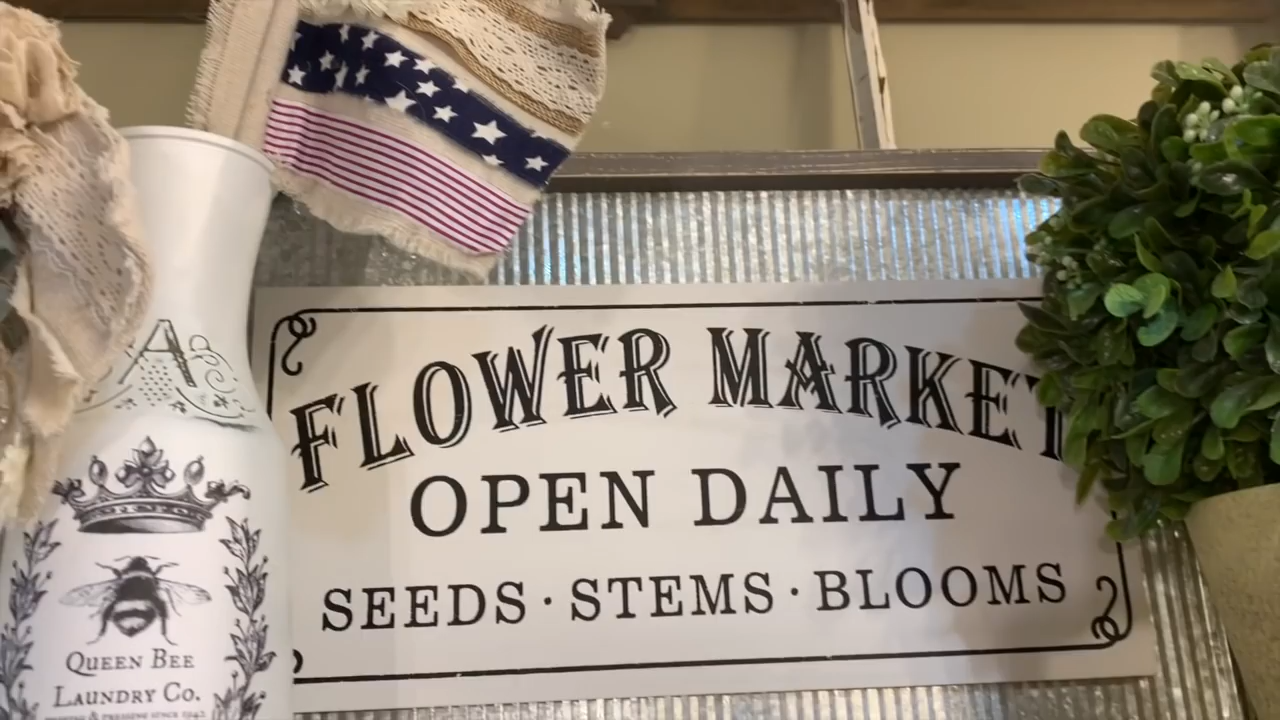 FLOWER MARKET
OPEN DAILY
SEEDS · STEMS · BLOOMS
A
QUEEN BEE
LAUNDRY CO.